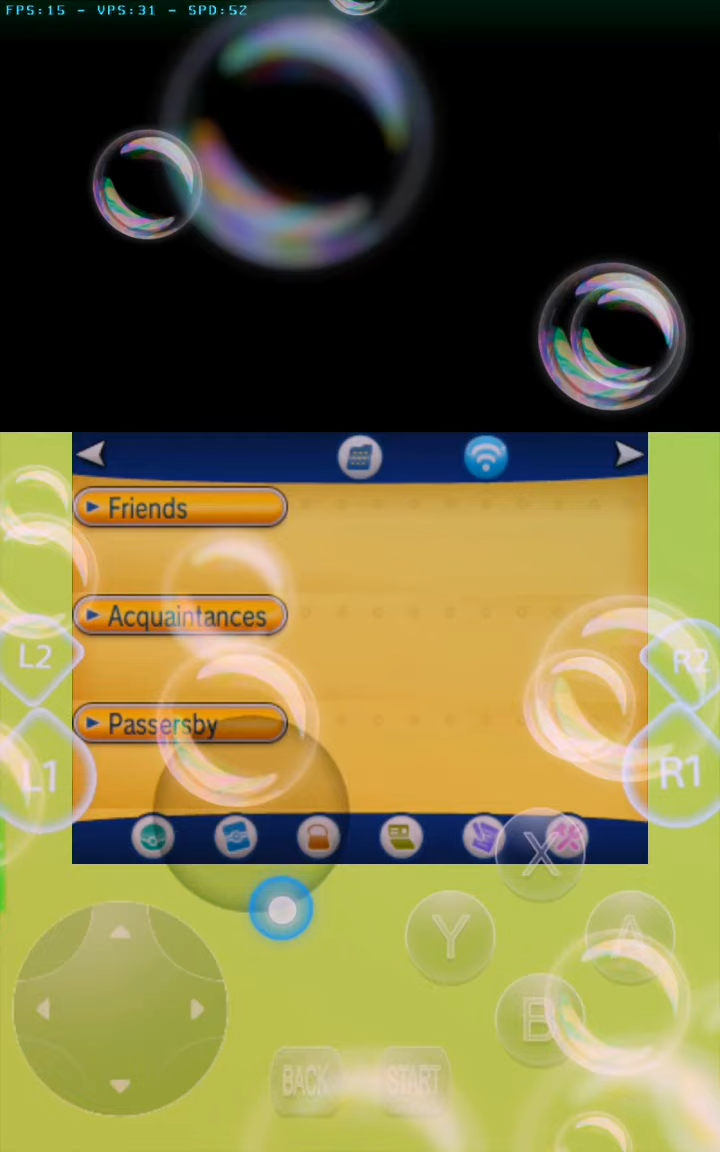 FPS:15 - VPS:31 - SPD:52
Friends
Acquaintances
Passersby
L2
R2
L1
R1
X
Y
A
B
BACK
START